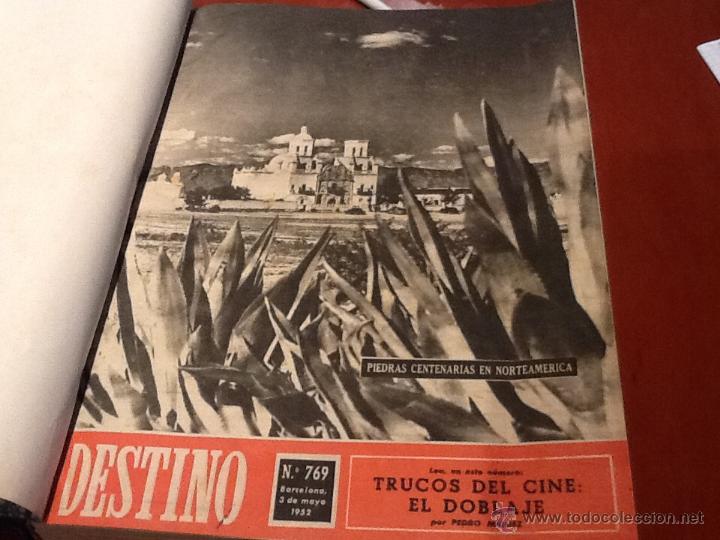 PIEDRAS CENTENARIAS EN NORTEAMERICA
DESTINO
N.º 769
Barcelona,
3 de mayo
1952
Lea, en este número:
TRUCOS DEL CINE:
EL DOBLAJE
por PEDRO
© www.todocoleccion.net